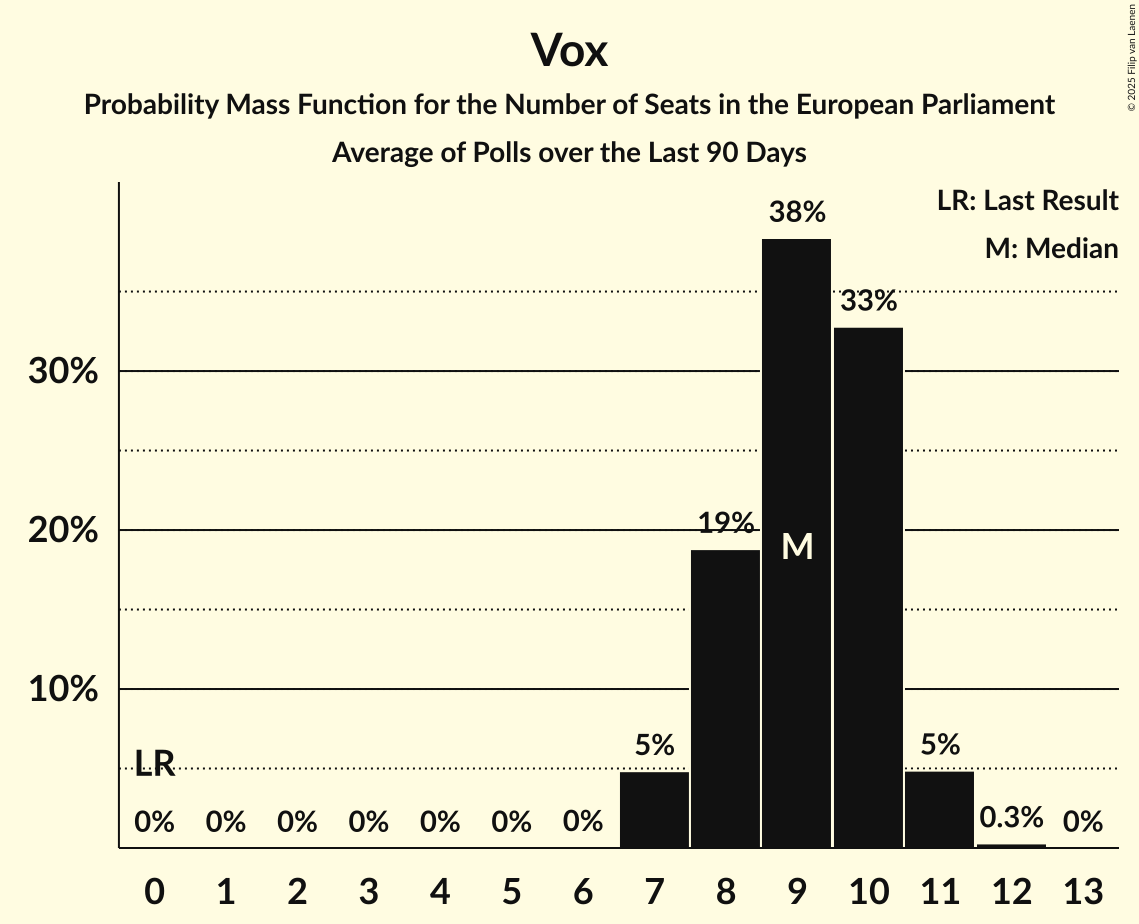 Vox
Probability Mass Function for the Number of Seats in the European Parliament
Average of Polls over the Last 90 Days
© 2025 Filip van Laenen
LR: Last Result
M: Median
38%
33%
30%
20%
19%
M
10%
5%
5%
LR
0% 0% 0% 0% 0% 0% 0% 0.3% 0%
0 1 2 3 4 5 6 7 8 9 10 11 12 13